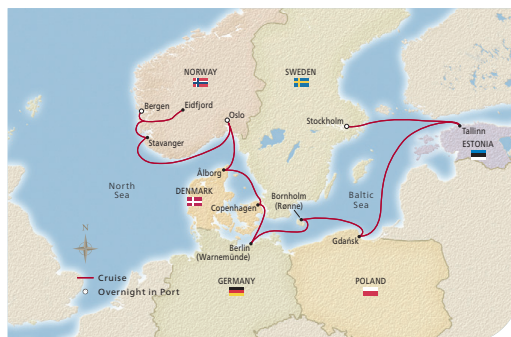 NORWAY
SWEDEN
Bergen
Eidfjord
Oslo
Stockholm
Stavanger
Tallinn
ESTONIA
Ålborg
North
Sea
DENMARK
Bornholm
(Rønne)
Baltic
Sea
Copenhagen
N
Gdańsk
Berlin
(Warnemünde)
Cruise
Overnight in Port
GERMANY
POLAND